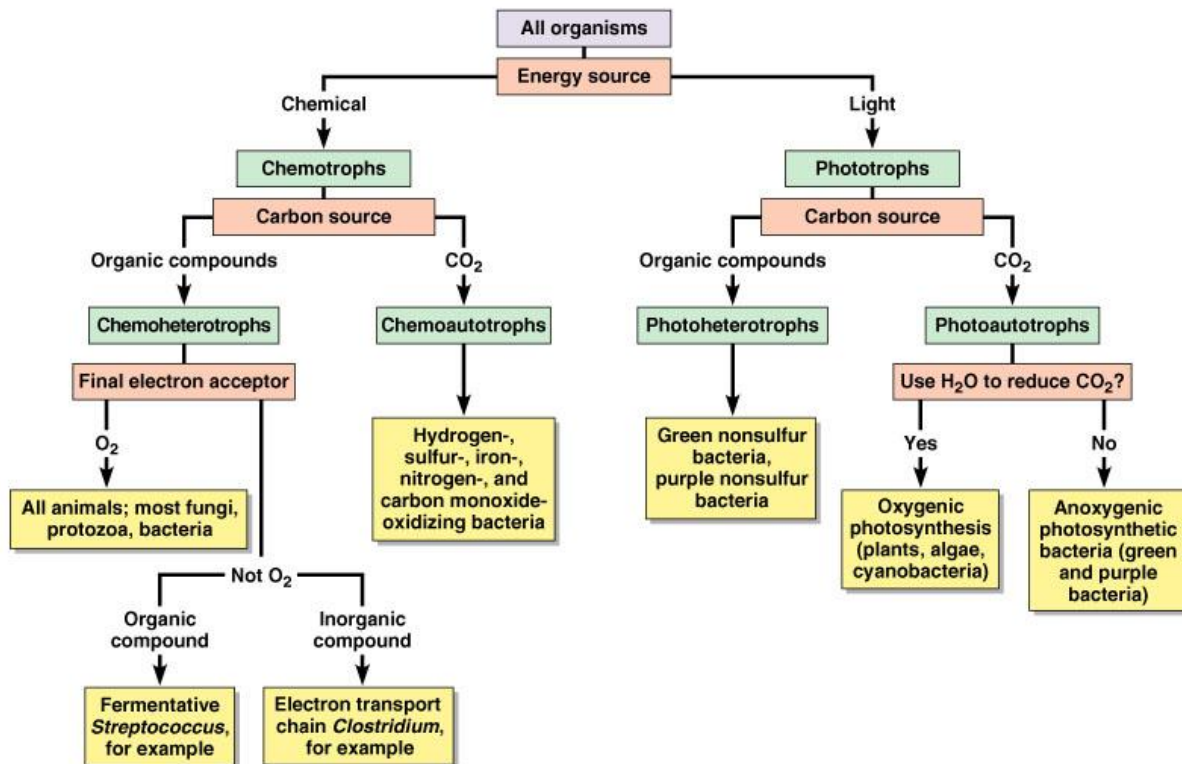 All organisms
Energy source
Chemical
Light
Chemotrophs
Phototrophs
Carbon source
Carbon source
Organic compounds
CO₂
Organic compounds
CO₂
Chemoheterotrophs
Chemoautotrophs
Photoheterotrophs
Photoautotrophs
Final electron acceptor
Use H₂O to reduce CO₂?
O₂
Yes
No
All animals; most fungi,
protozoa, bacteria
Hydrogen-,
sulfur-, iron-,
nitrogen-, and
carbon monoxide-
oxidizing bacteria
Green nonsulfur
bacteria,
purple nonsulfur
bacteria
Oxygenic
photosynthesis
(plants, algae,
cyanobacteria)
Anoxygenic
photosynthetic
bacteria (green
and purple
bacteria)
Not O₂
Organic
compound
Inorganic
compound
Fermentative
Streptococcus,
for example
Electron transport
chain Clostridium,
for example